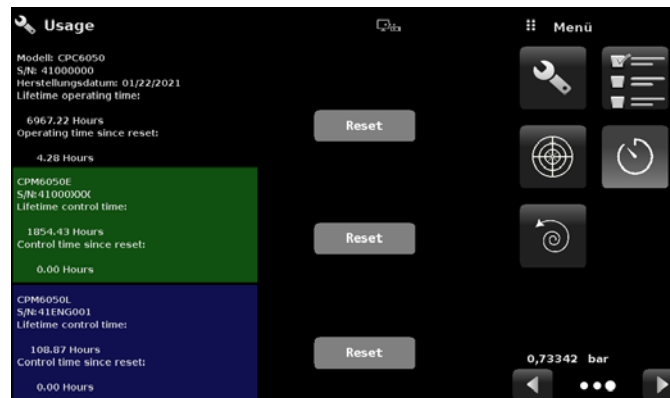 Usage
Menü
Modell: CPC6050
S/N: 41000000
Herstellungsdatum: 01/22/2021
Lifetime operating time:
6967.22 Hours
Operating time since reset:
4.28 Hours
Reset
CPM6050E
S/N:41000XXX
Lifetime control time:
1854.43 Hours
Control time since reset:
0.00 Hours
Reset
CPM6050L
S/N:41ENG001
Lifetime control time:
108.87 Hours
Control time since reset:
0.00 Hours
Reset
0,73342 bar